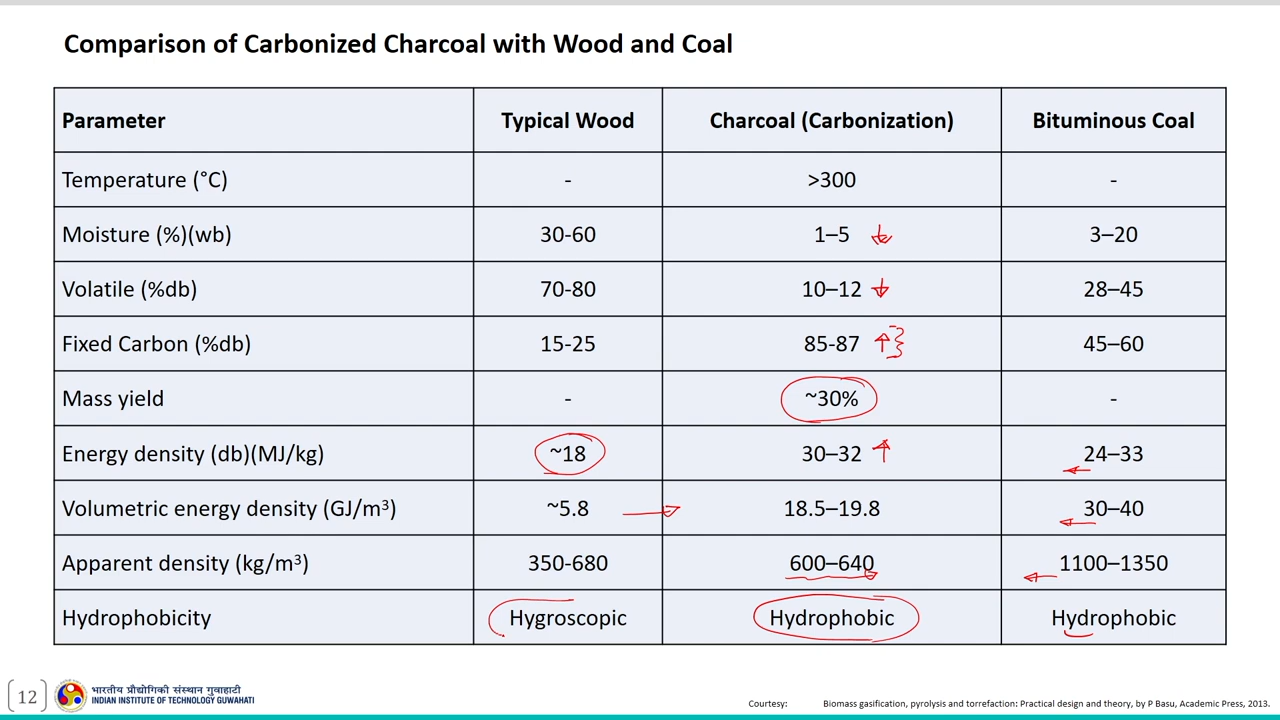 Comparison of Carbonized Charcoal with Wood and Coal
Parameter Typical Wood Charcoal (Carbonization) Bituminous Coal
Temperature (°C) - >300 -
Moisture (%)(wb) 30-60 1–5 3–20
Volatile (%db) 70-80 10–12 28–45
Fixed Carbon (%db) 15-25 85-87 45–60
Mass yield - ~30% -
Energy density (db)(MJ/kg) ~18 30–32 24–33
Volumetric energy density (GJ/m³) ~5.8 18.5–19.8 30–40
Apparent density (kg/m³) 350-680 600–640 1100–1350
Hydrophobicity Hygroscopic Hydrophobic Hydrophobic
12
भारतीय प्रौद्योगिकी संस्थान गुवाहाटी
INDIAN INSTITUTE OF TECHNOLOGY GUWAHATI
Courtesy: Biomass gasification, pyrolysis and torrefaction: Practical design and theory, by P Basu, Academic Press, 2013.